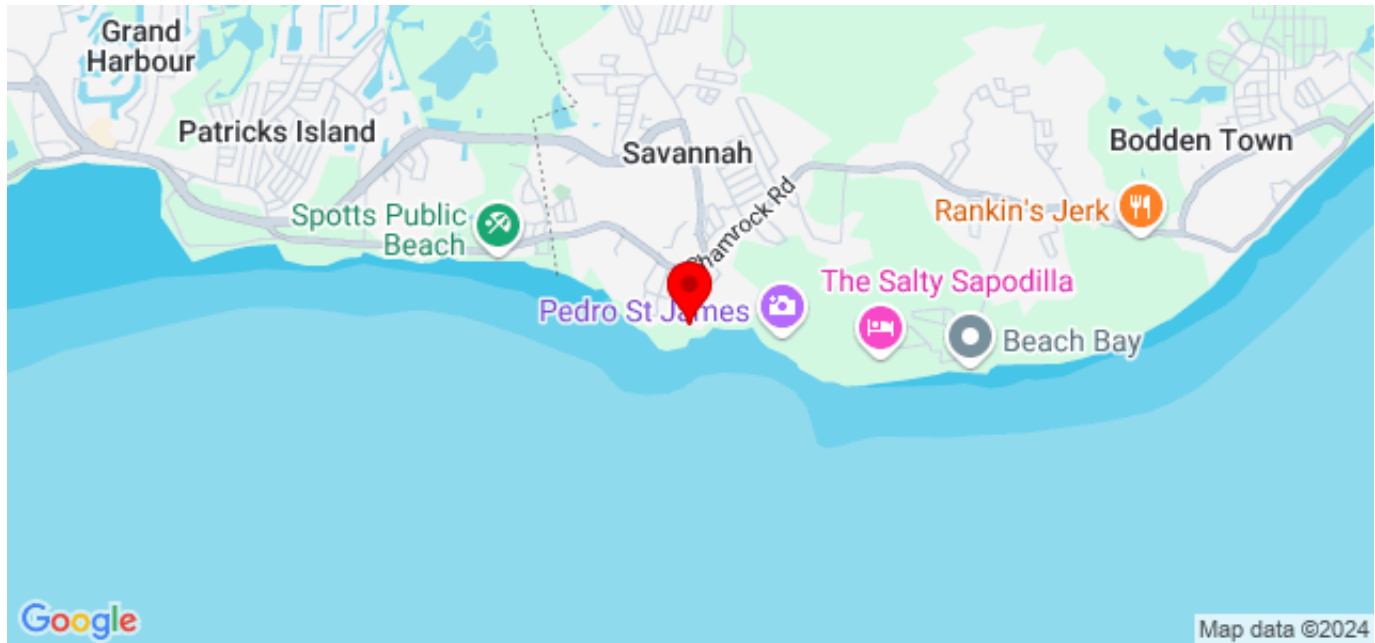 Grand
Harbour
Patricks Island
Savannah
Bodden Town
Shamrock Rd
Spotts Public
Beach
Rankin's Jerk
The Salty Sapodilla
Pedro St James
Beach Bay
Google
Map data ©2024